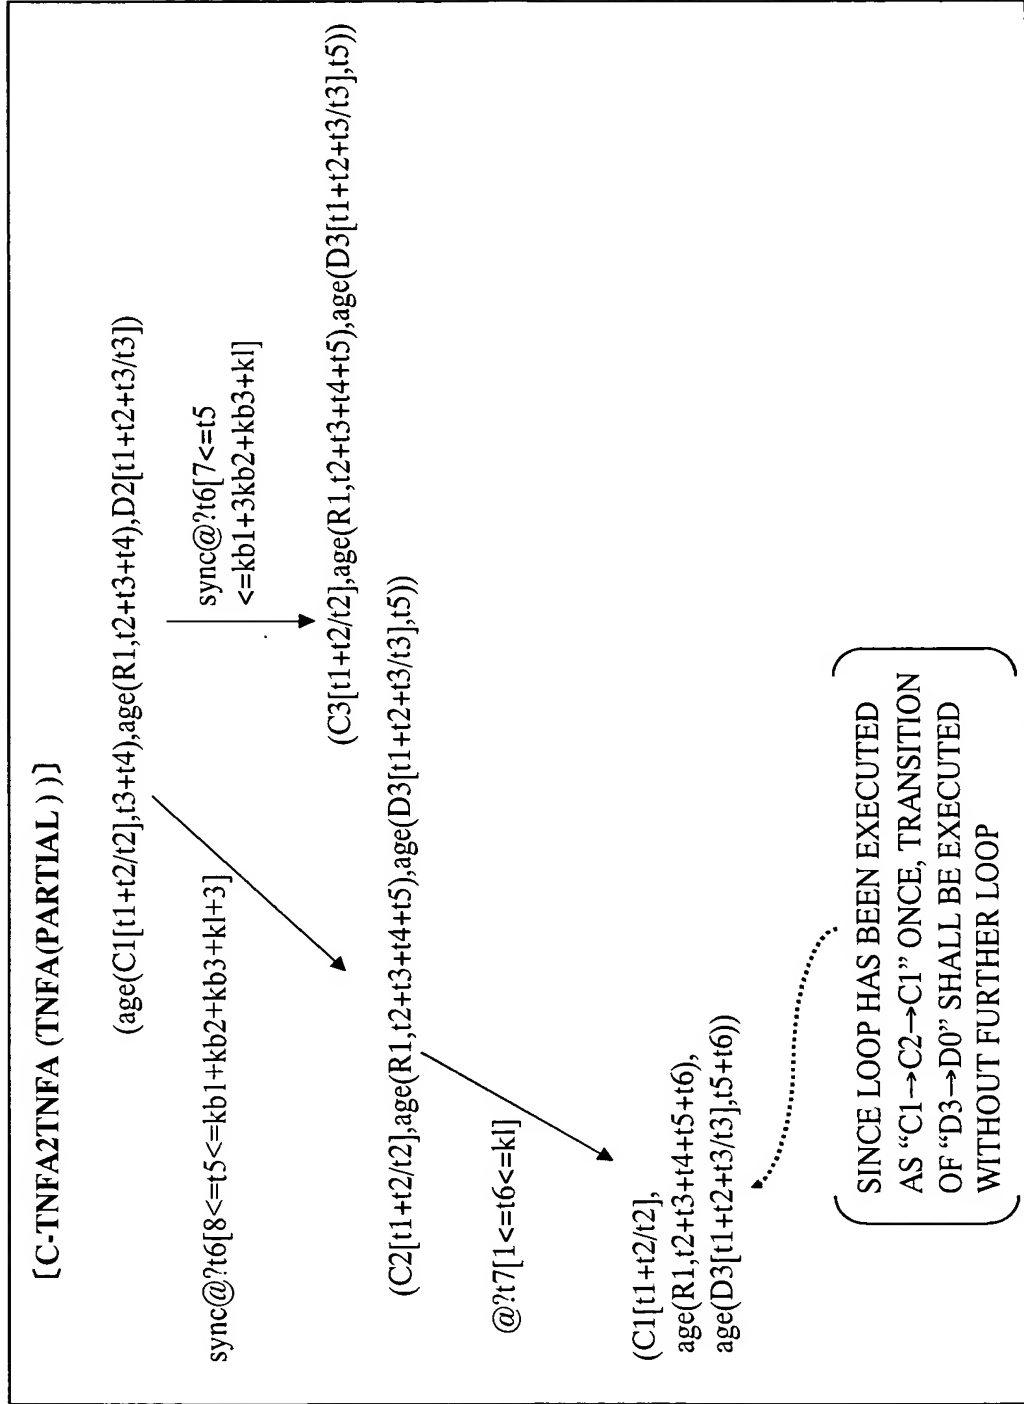 [C-TNFA2TNFA (TNFA(PARTIAL ) )]
(age(C1[t1+t2/t2],t3+t4),age(R1,t2+t3+t4),D2[t1+t2+t3/t3])
sync@?t6[8<=t5<=kb1+kb2+kb3+kl+3]
sync@?t6[7<=t5
<=kb1+3kb2+kb3+kl]
(C3[t1+t2/t2],age(R1,t2+t3+t4+t5),age(D3[t1+t2+t3/t3],t5))
(C2[t1+t2/t2],age(R1,t2+t3+t4+t5),age(D3[t1+t2+t3/t3],t5))
@?t7[1<=t6<=kl]
(C1[t1+t2/t2],
age(R1,t2+t3+t4+t5+t6),
age(D3[t1+t2+t3/t3],t5+t6))
SINCE LOOP HAS BEEN EXECUTED
AS “C1→C2→C1” ONCE, TRANSITION
OF “D3→D0” SHALL BE EXECUTED
WITHOUT FURTHER LOOP